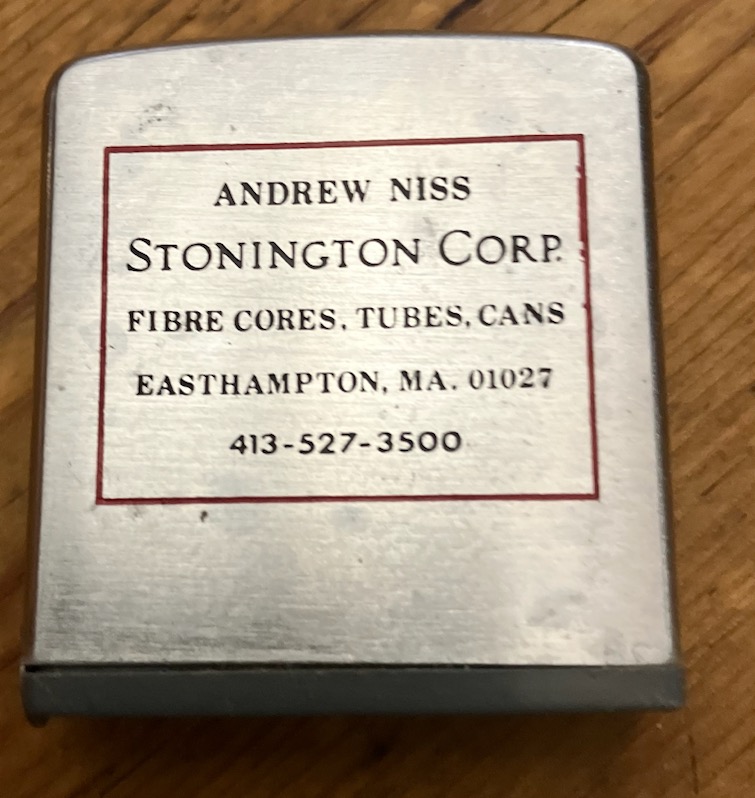 ANDREW NISS
STONINGTON CORP.
FIBRE CORES, TUBES, CANS
EASTHAMPTON, MA. 01027
413-527-3500